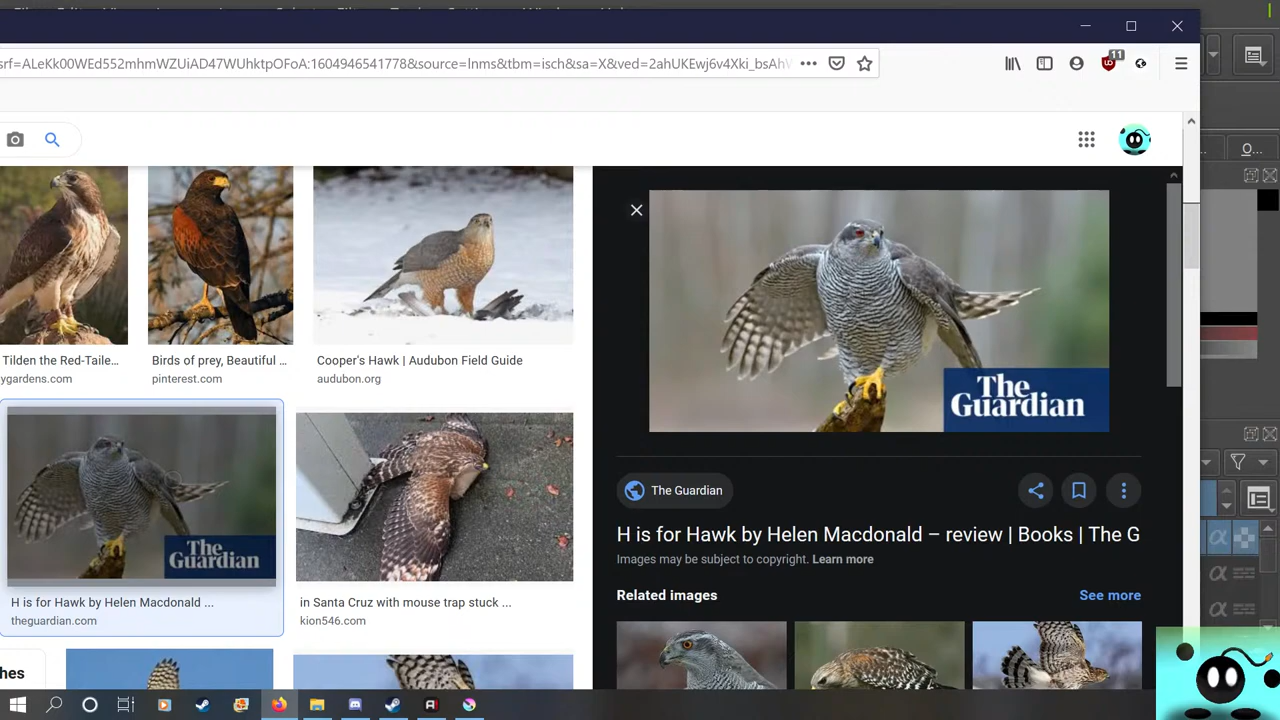 srf=ALeKk00WEd552mhmWZUiAD47WUhktpOFoA:1604946541778&source=lnms&tbm=isch&sa=X&ved=2ahUKEwj6v4Xki_bsAhW
11
O...
Tilden the Red-Taile...
ygardens.com
Birds of prey, Beautiful ...
pinterest.com
Cooper's Hawk | Audubon Field Guide
audubon.org
The
Guardian
The
Guardian
H is for Hawk by Helen Macdonald ...
theguardian.com
in Santa Cruz with mouse trap stuck ...
kion546.com
The Guardian
H is for Hawk by Helen Macdonald – review | Books | The G
Images may be subject to copyright. Learn more
Related images
See more
hes